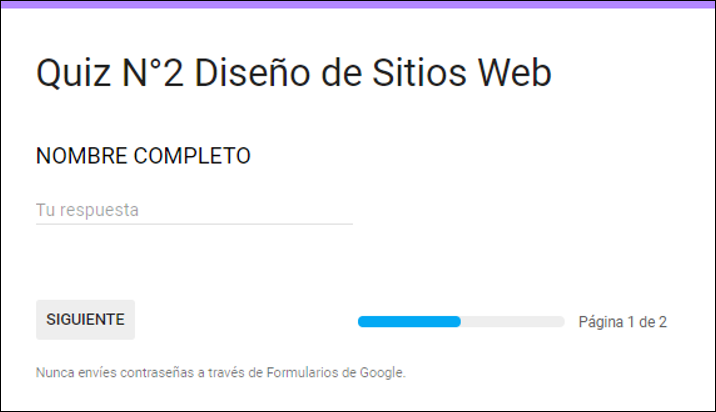 Quiz N°2 Diseño de Sitios Web
NOMBRE COMPLETO
Tu respuesta
SIGUIENTE
Página 1 de 2
Nunca envíes contraseñas a través de Formularios de Google.